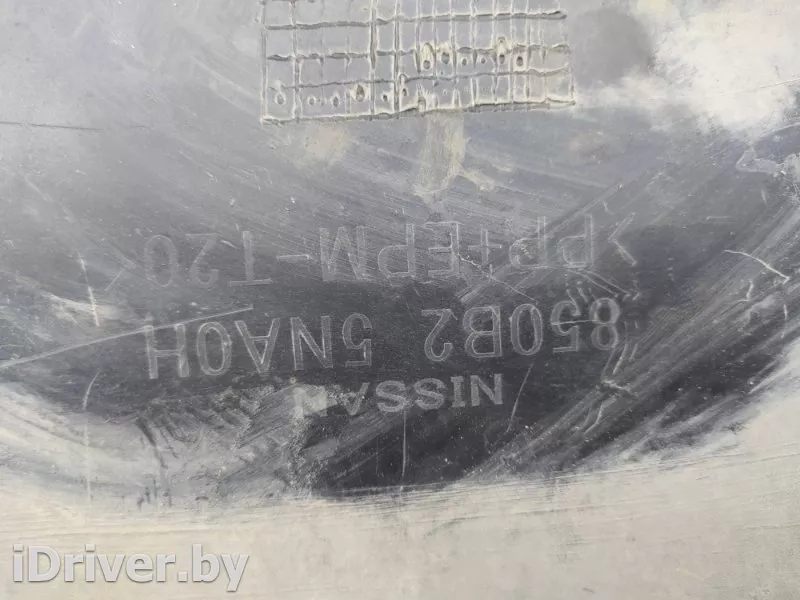 NISSAN
850B2 5NA0H
>PP+EPM-T20<
iDriver.by